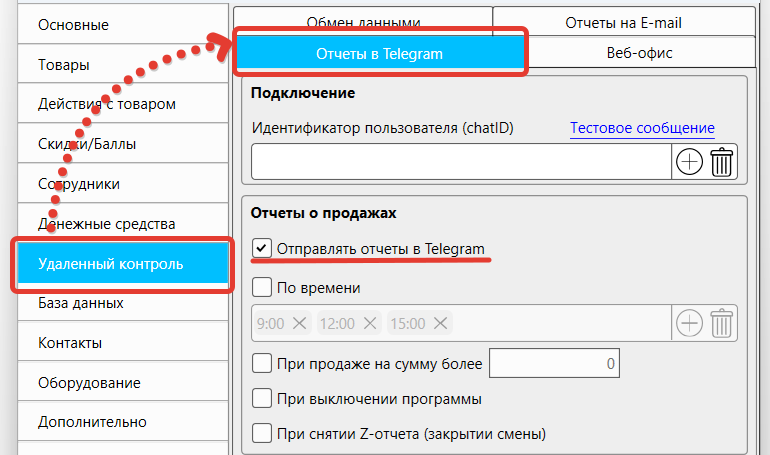 Основные
Товары
Действия с товаром
Скидки/Баллы
Сотрудники
Денежные средства
Удаленный контроль
База данных
Контакты
Оборудование
Дополнительно
Обмен данными
Отчеты на E-mail
Отчеты в Telegram
Веб-офис
Подключение
Идентификатор пользователя (chatID)
Тестовое сообщение
Отчеты о продажах
Отправлять отчеты в Telegram
По времени
9:00 12:00 15:00
При продаже на сумму более 0
При выключении программы
При снятии Z-отчета (закрытии смены)